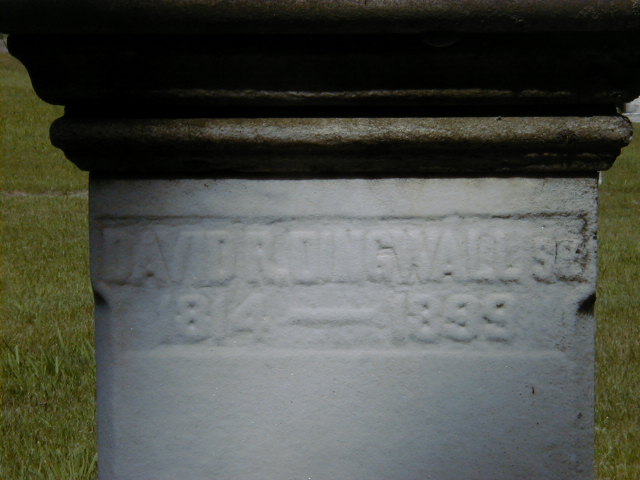 DAVID R. DINGWALL SR.
1814 — 1899